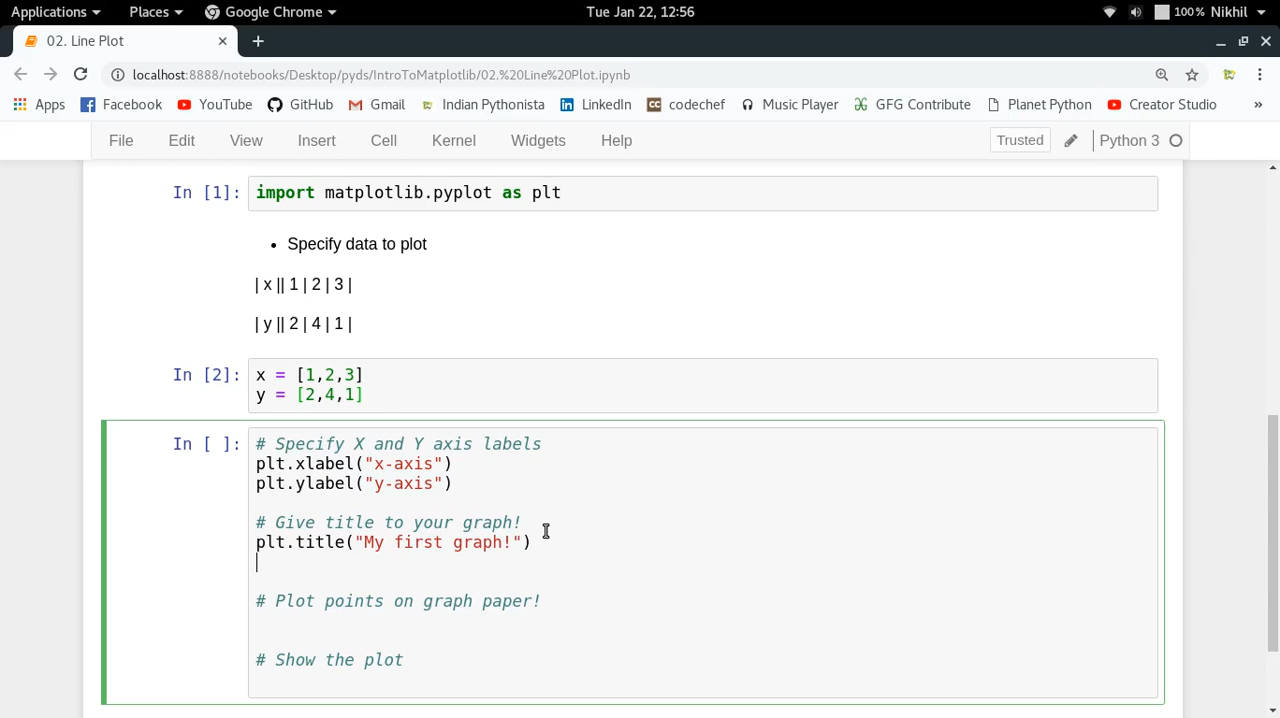 Applications Places Google Chrome Tue Jan 22, 12:56 100% Nikhil
02. Line Plot
localhost:8888/notebooks/Desktop/pyds/IntroToMatplotlib/02.%20Line%20Plot.ipynb
Apps Facebook YouTube GitHub Gmail Indian Pythonista LinkedIn codechef Music Player GFG Contribute Planet Python Creator Studio »
File Edit View Insert Cell Kernel Widgets Help Trusted Python 3
In [1]: import matplotlib.pyplot as plt
• Specify data to plot
| x || 1 | 2 | 3 |
| y || 2 | 4 | 1 |
In [2]: x = [1,2,3]
y = [2,4,1]
In [ ]: # Specify X and Y axis labels
plt.xlabel("x-axis")
plt.ylabel("y-axis")
# Give title to your graph!
plt.title("My first graph!")
# Plot points on graph paper!
# Show the plot